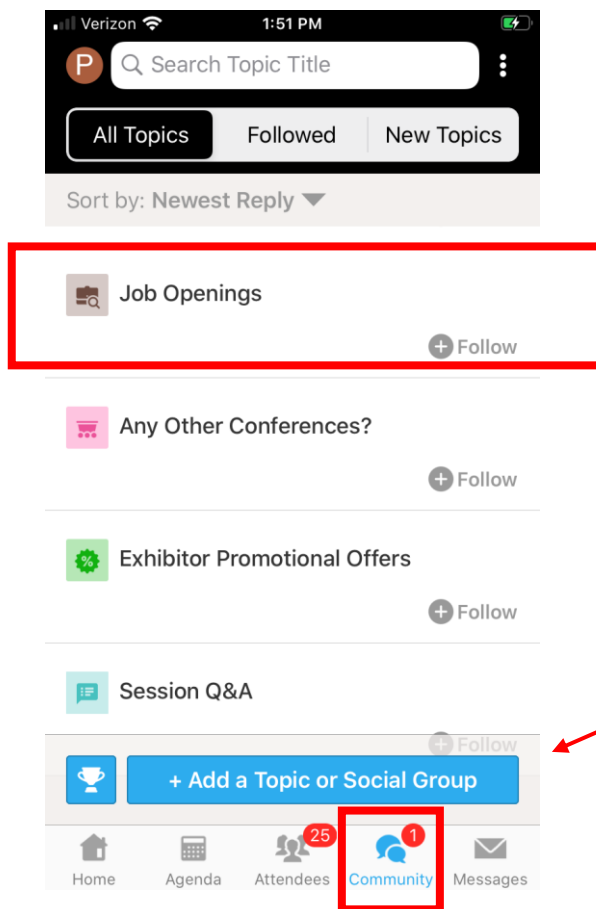 Verizon 1:51 PM
P Search Topic Title
All Topics Followed New Topics
Sort by: Newest Reply
Job Openings
+ Follow
Any Other Conferences?
+ Follow
Exhibitor Promotional Offers
+ Follow
Session Q&A
+ Follow
+ Add a Topic or Social Group
25 1
Home Agenda Attendees Community Messages